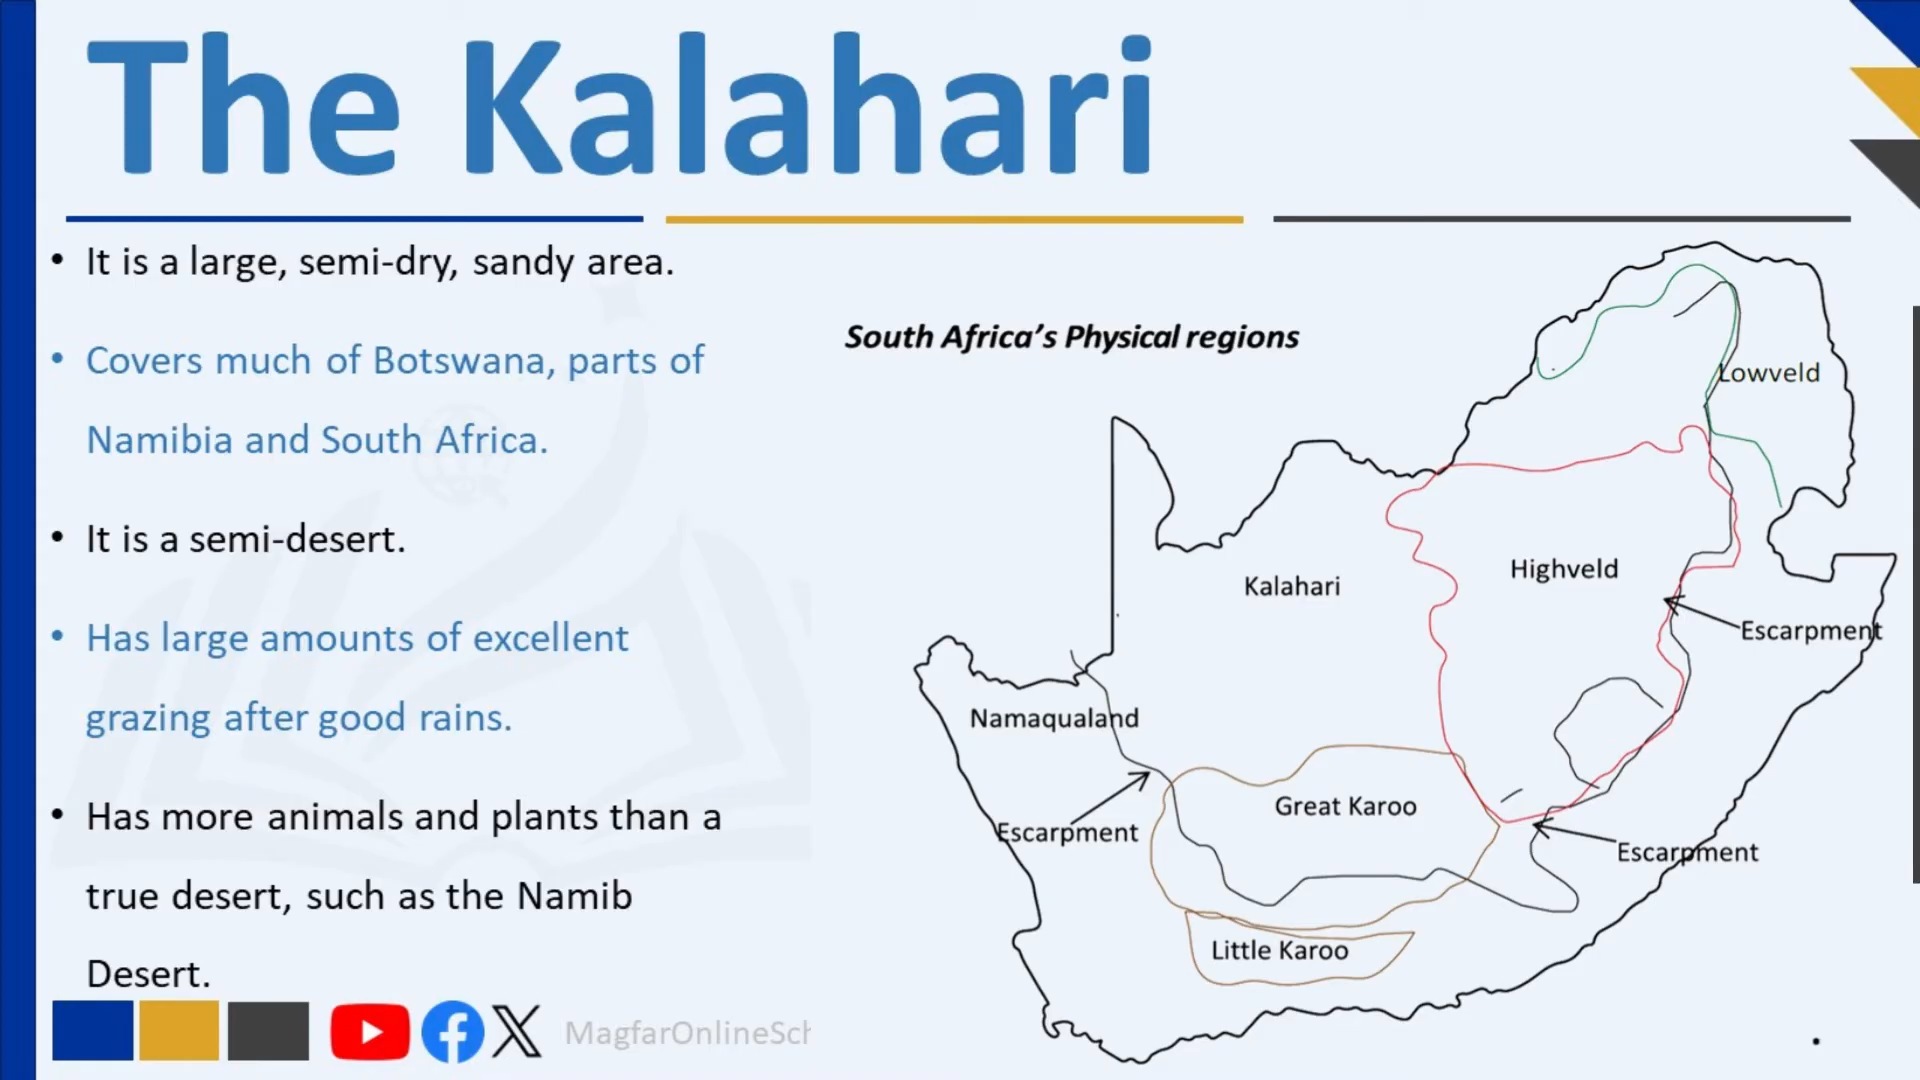 The Kalahari
• It is a large, semi-dry, sandy area.
• Covers much of Botswana, parts of
Namibia and South Africa.
• It is a semi-desert.
• Has large amounts of excellent
grazing after good rains.
• Has more animals and plants than a
true desert, such as the Namib
Desert.
South Africa's Physical regions
Lowveld
Highveld
Kalahari
Escarpment
Namaqualand
Great Karoo
Escarpment
Escarpment
Little Karoo
MagfarOnlineSch